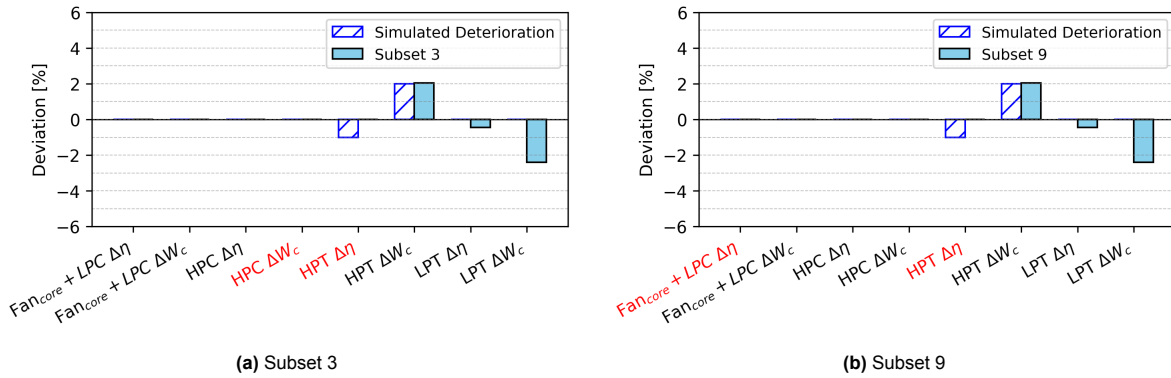 6
4
2
0
−2
−4
−6
Deviation [%]
Simulated Deterioration
Subset 3
Fan_core + LPC Δη
Fan_core + LPC ΔW_c
HPC Δη
HPC ΔW_c
HPT Δη
HPT ΔW_c
LPT Δη
LPT ΔW_c
(a) Subset 3
6
4
2
0
−2
−4
−6
Deviation [%]
Simulated Deterioration
Subset 9
Fan_core + LPC Δη
Fan_core + LPC ΔW_c
HPC Δη
HPC ΔW_c
HPT Δη
HPT ΔW_c
LPT Δη
LPT ΔW_c
(b) Subset 9